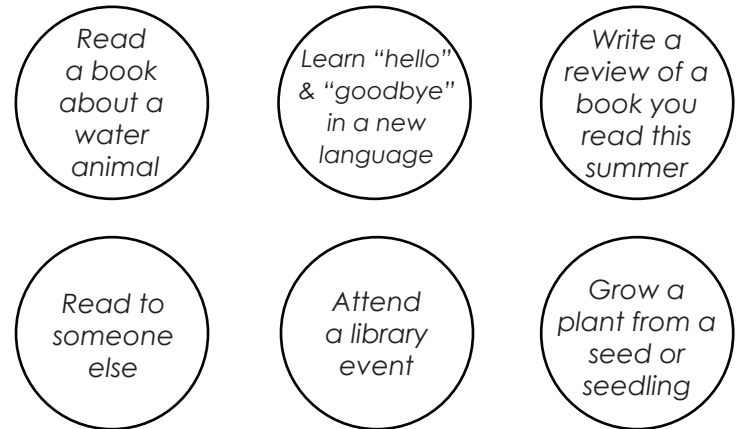 Read
a book
about a
water
animal
Learn “hello”
& “goodbye”
in a new
language
Write a
review of a
book you
read this
summer
Read to
someone
else
Attend
a library
event
Grow a
plant from a
seed or
seedling